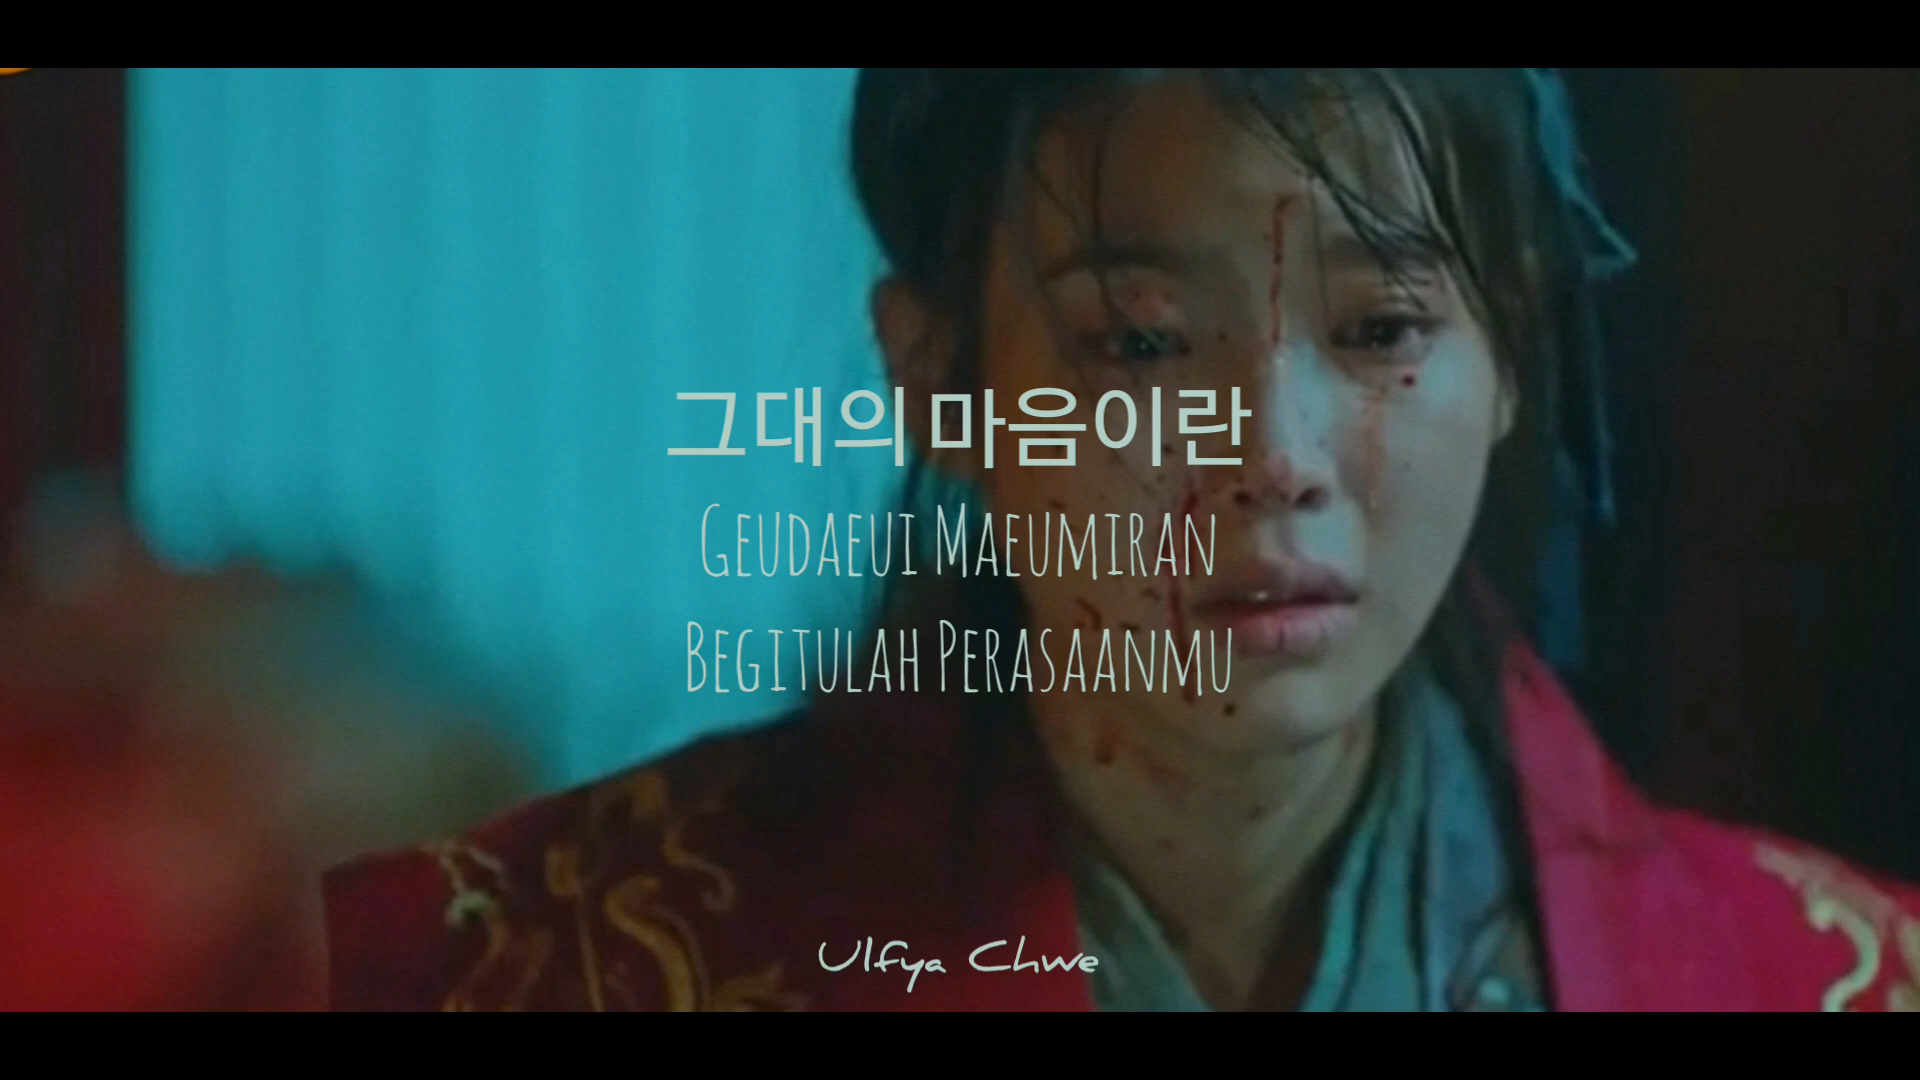 그대의 마음이란
Geudaeui Maeumiran
Begitulah Perasaanmu
Ulfya Chwe